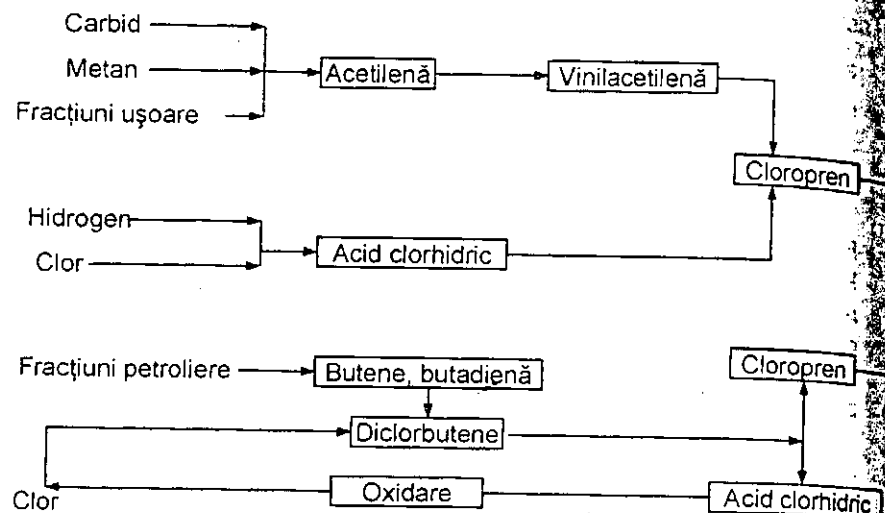 Carbid
Metan
Fracțiuni ușoare
Acetilenă
Vinilacetilenă
Cloropren
Hidrogen
Clor
Acid clorhidric
Fracțiuni petroliere
Butene, butadienă
Cloropren
Diclorbutene
Clor
Oxidare
Acid clorhidric